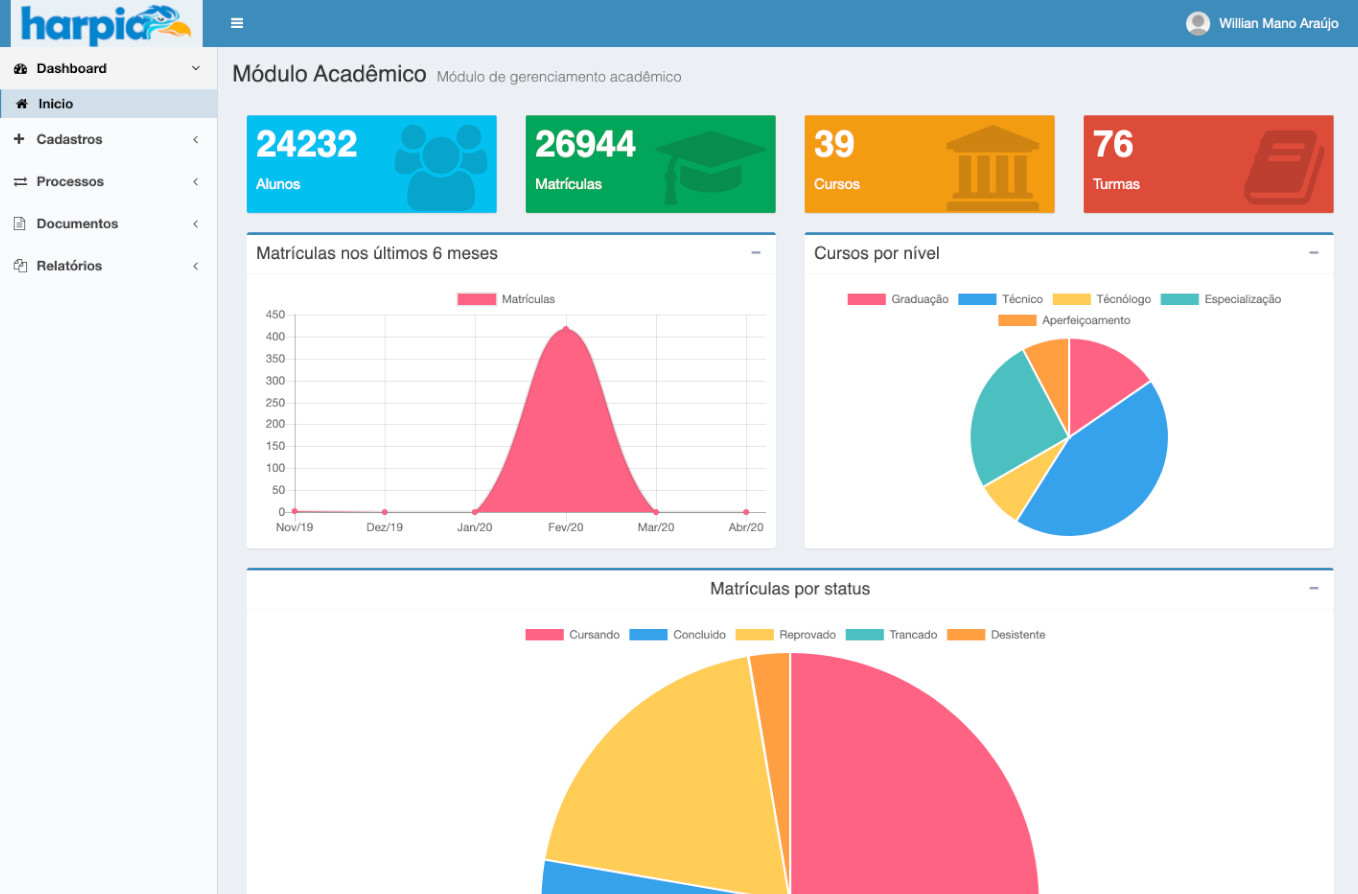 harpia
Willian Mano Araújo
Dashboard
Inicio
Cadastros
Processos
Documentos
Relatórios
Módulo Acadêmico Módulo de gerenciamento acadêmico
24232
Alunos
26944
Matrículas
39
Cursos
76
Turmas
Matrículas nos últimos 6 meses
Matrículas
450
400
350
300
250
200
150
100
50
0
Nov/19 Dez/19 Jan/20 Fev/20 Mar/20 Abr/20
Cursos por nível
Graduação Técnico Técnólogo Especialização
Aperfeiçoamento
Matrículas por status
Cursando Concluido Reprovado Trancado Desistente